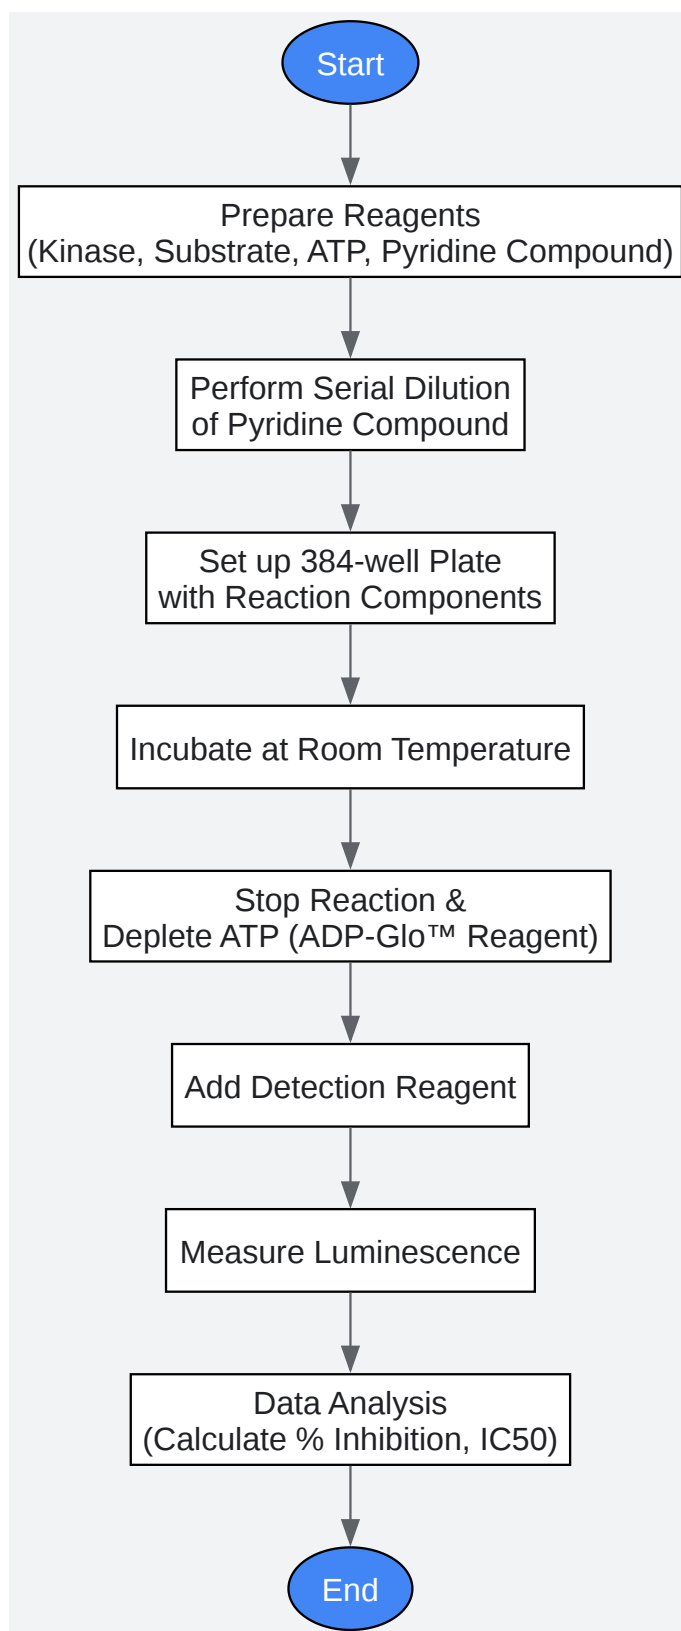 Start
Prepare Reagents
(Kinase, Substrate, ATP, Pyridine Compound)
Perform Serial Dilution
of Pyridine Compound
Set up 384-well Plate
with Reaction Components
Incubate at Room Temperature
Stop Reaction &
Deplete ATP (ADP-Glo™ Reagent)
Add Detection Reagent
Measure Luminescence
Data Analysis
(Calculate % Inhibition, IC50)
End